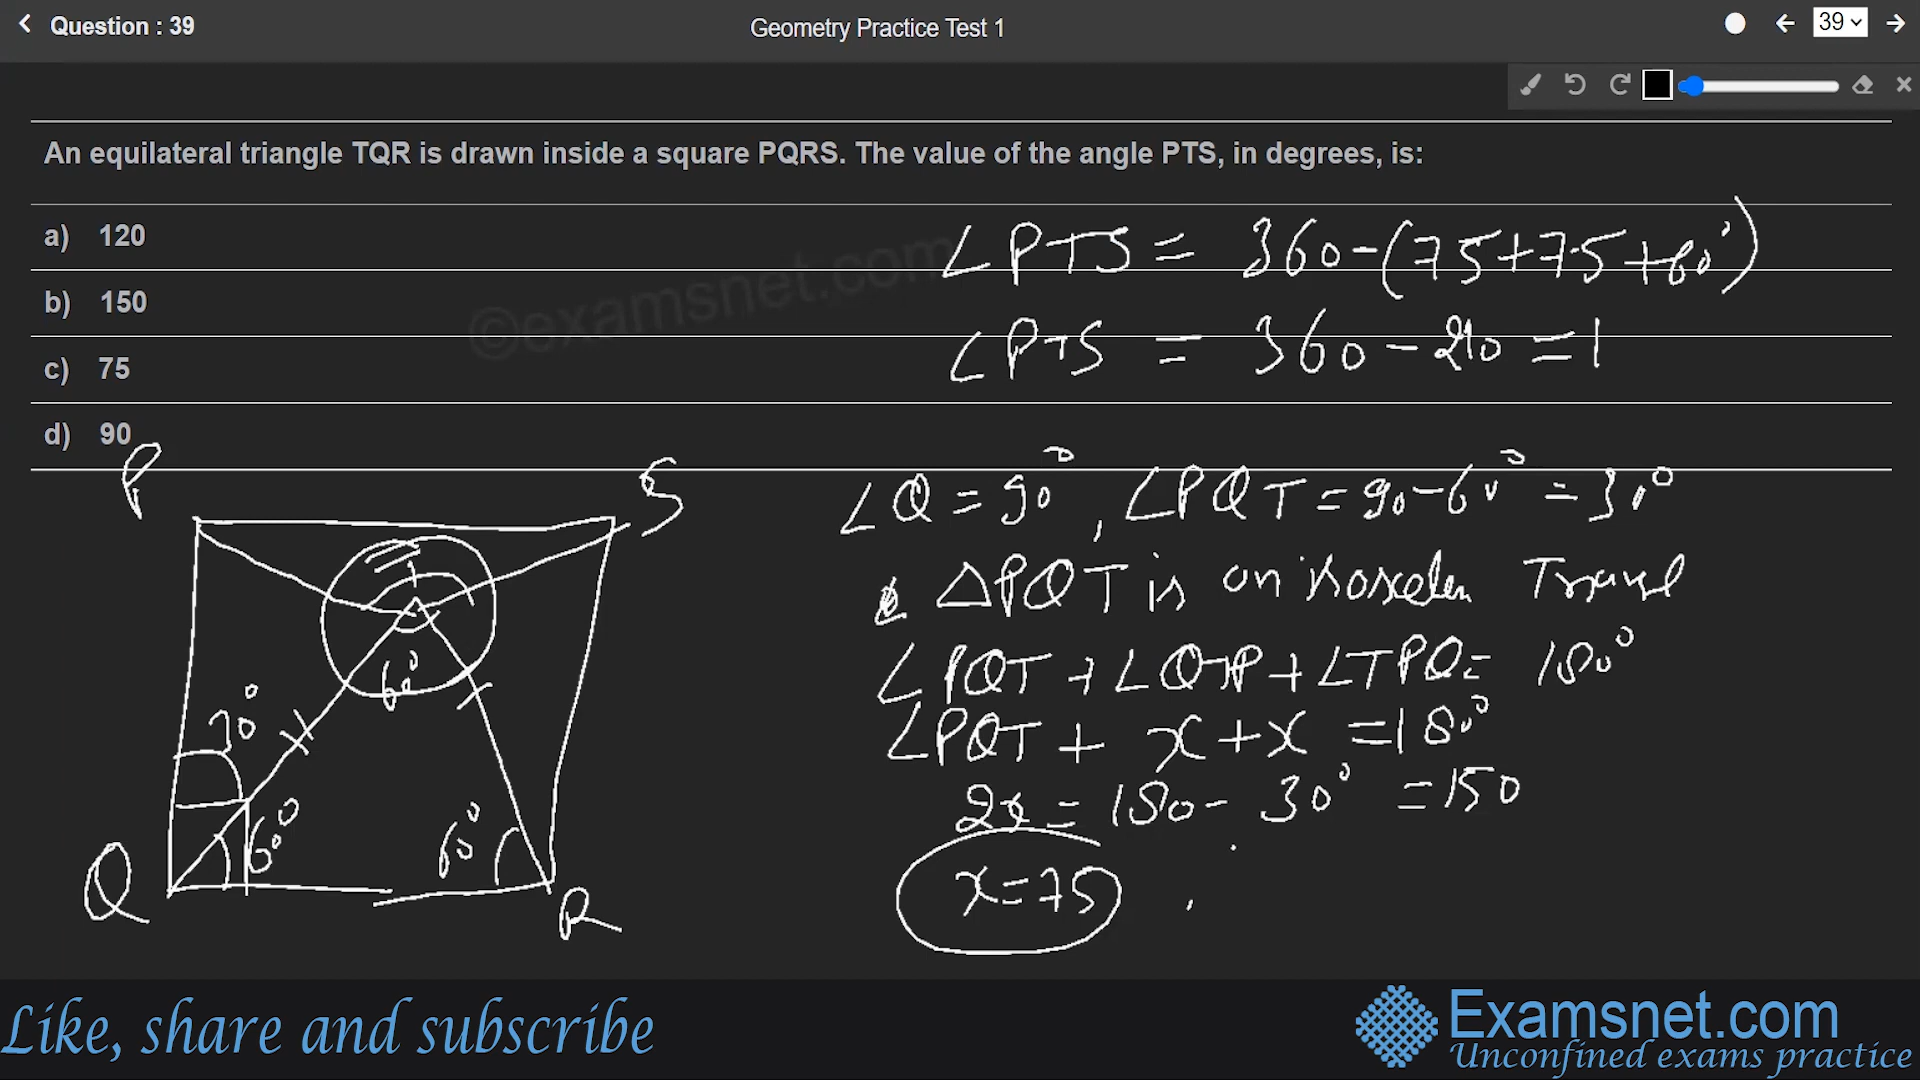 Question : 39
Geometry Practice Test 1
39
An equilateral triangle TQR is drawn inside a square PQRS. The value of the angle PTS, in degrees, is:
a) 120
b) 150
c) 75
d) 90
©examsnet.com
∠PTS = 360-(75+75+60°)
∠PTS = 360-210 =1
P
S
60°
30°
60°
60°
Q
R
∠Q=90°, ∠PQT=90-60°=30°
△PQT is an
∠PQT+∠QTP+∠TPQ= 180°
∠PQT+ x+x =180°
2x= 180- 30° =150
x=75
Like, share and subscribe
Examsnet.com
Unconfined exams practice